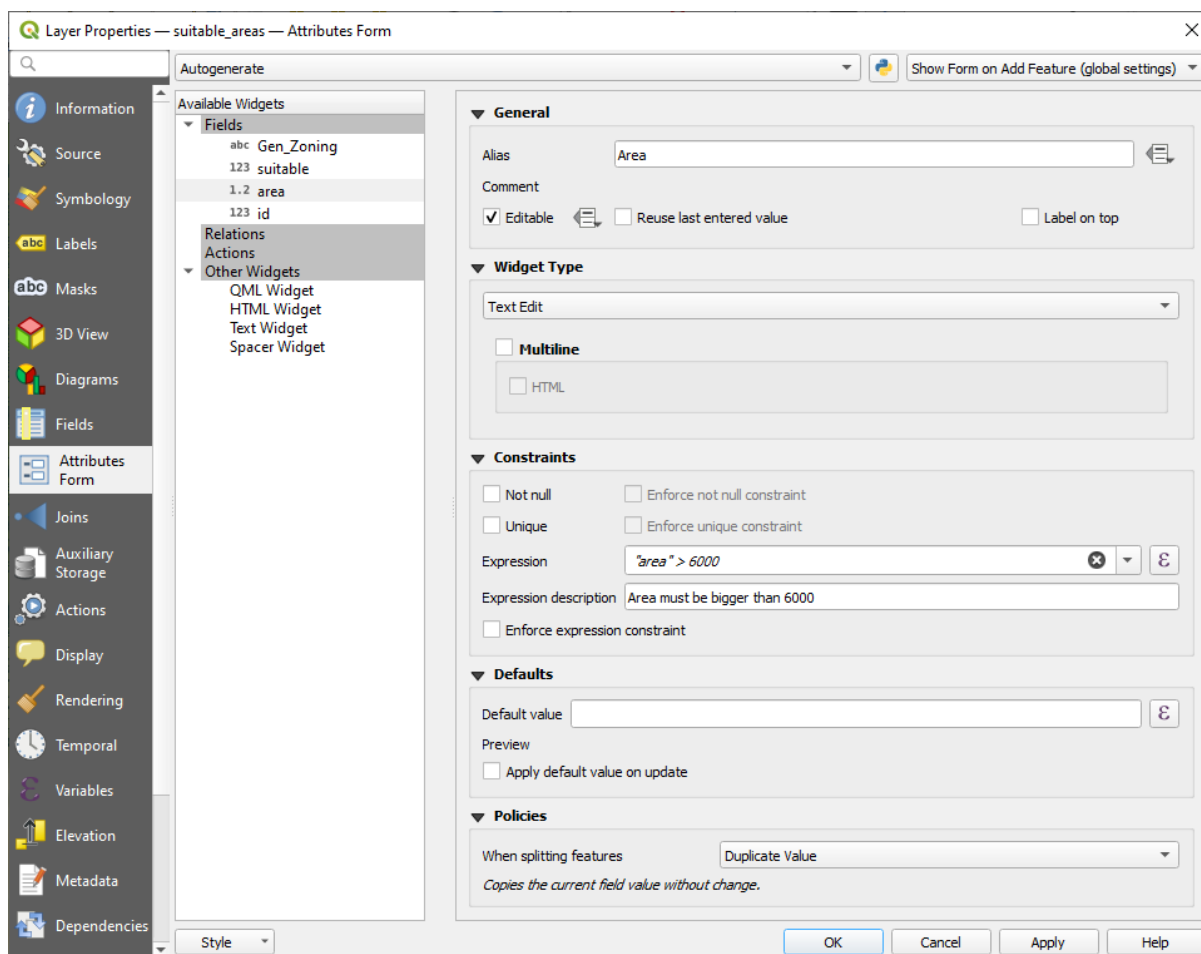 Layer Properties — suitable_areas — Attributes Form
Autogenerate
Show Form on Add Feature (global settings)
Information
Source
Symbology
abc Labels
abc Masks
3D View
Diagrams
Fields
Attributes
Form
Joins
Auxiliary
Storage
Actions
Display
Rendering
Temporal
ε Variables
Elevation
Metadata
Dependencies
Available Widgets
Fields
abc Gen_Zoning
123 suitable
1.2 area
123 id
Relations
Actions
Other Widgets
QML Widget
HTML Widget
Text Widget
Spacer Widget
Style
General
Alias Area
Comment
Editable Reuse last entered value Label on top
Widget Type
Text Edit
Multiline
HTML
Constraints
Not null Enforce not null constraint
Unique Enforce unique constraint
Expression "area" > 6000 ε
Expression description Area must be bigger than 6000
Enforce expression constraint
Defaults
Default value ε
Preview
Apply default value on update
Policies
When splitting features Duplicate Value
Copies the current field value without change.
OK Cancel Apply Help